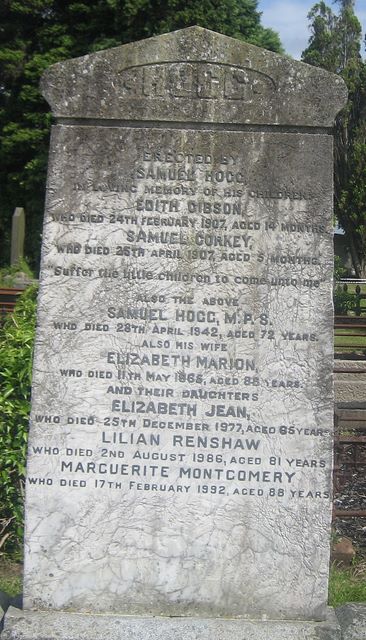 HOGG
ERECTED BY
SAMUEL HOGG
IN LOVING MEMORY OF HIS CHILDREN
EDITH GIBSON,
WHO DIED 24TH FEBRUARY 1907, AGED 14 MONTHS.
SAMUEL CORKEY,
WHO DIED 25TH APRIL 1907, AGED 5 MONTHS.
"Suffer the little children to come unto me"
ALSO THE ABOVE
SAMUEL HOGG, M.P.S.
WHO DIED 28TH APRIL 1942, AGED 72 YEARS.
ALSO HIS WIFE
ELIZABETH MARION,
WHO DIED 11TH MAY 1965, AGED 88 YEARS.
AND THEIR DAUGHTERS
ELIZABETH JEAN,
WHO DIED 25TH DECEMBER 1977, AGED 65 YEARS
LILIAN RENSHAW
WHO DIED 2ND AUGUST 1986, AGED 81 YEARS
MARGUERITE MONTGOMERY
WHO DIED 17TH FEBRUARY 1992, AGED 88 YEARS